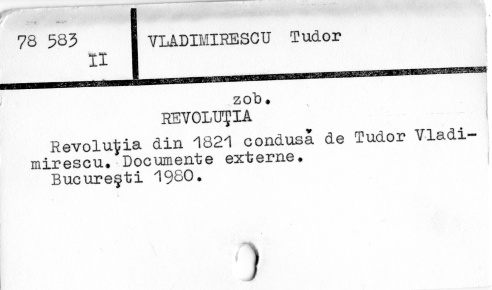 78 583
II
VLADIMIRESCU Tudor
zob.
REVOLUŢIA
Revoluţia din 1821 condusă de Tudor Vladi-
mirescu. Documente externe.
Bucureşti 1980.